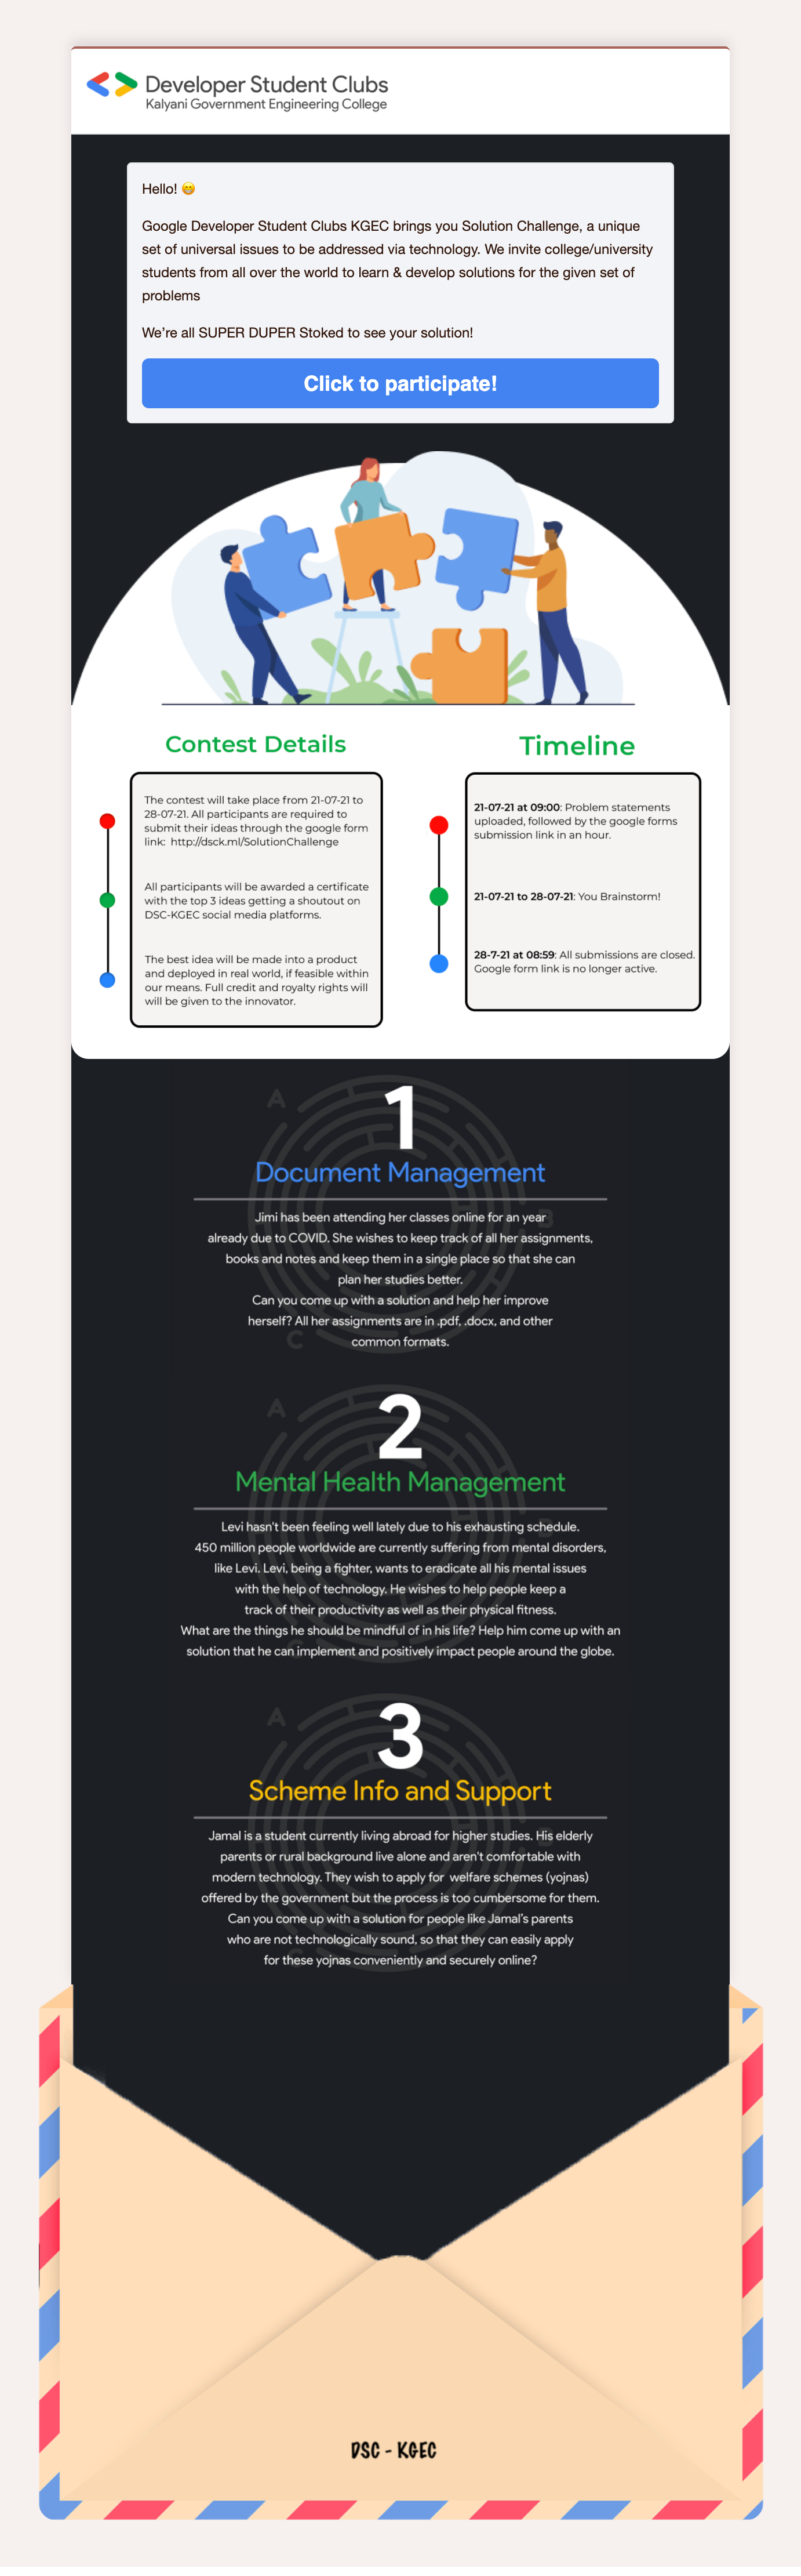 Developer Student Clubs
Kalyani Government Engineering College
Hello! 😁
Google Developer Student Clubs KGEC brings you Solution Challenge, a unique
set of universal issues to be addressed via technology. We invite college/university
students from all over the world to learn & develop solutions for the given set of
problems
We're all SUPER DUPER Stoked to see your solution!
Click to participate!
Contest Details
The contest will take place from 21-07-21 to
28-07-21. All participants are required to
submit their ideas through the google form
link: http://dsck.ml/SolutionChallenge
All participants will be awarded a certificate
with the top 3 ideas getting a shoutout on
DSC-KGEC social media platforms.
The best idea will be made into a product
and deployed in real world, if feasible within
our means. Full credit and royalty rights will
will be given to the innovator.
Timeline
21-07-21 at 09:00: Problem statements
uploaded, followed by the google forms
submission link in an hour.
21-07-21 to 28-07-21: You Brainstorm!
28-7-21 at 08:59: All submissions are closed.
Google form link is no longer active.
A
1
Document Management
B
Jimi has been attending her classes online for an year
already due to COVID. She wishes to keep track of all her assignments,
books and notes and keep them in a single place so that she can
plan her studies better.
Can you come up with a solution and help her improve
herself? All her assignments are in .pdf, .docx, and other
C
common formats.
A
2
Mental Health Management
B
Levi hasn't been feeling well lately due to his exhausting schedule.
450 million people worldwide are currently suffering from mental disorders,
like Levi. Levi, being a fighter, wants to eradicate all his mental issues
with the help of technology. He wishes to help people keep a
track of their productivity as well as their physical fitness.
What are the things he should be mindful of in his life? Help him come up with an
C
solution that he can implement and positively impact people around the globe.
A
3
Scheme Info and Support
B
Jamal is a student currently living abroad for higher studies. His elderly
parents or rural background live alone and aren't comfortable with
modern technology. They wish to apply for welfare schemes (yojnas)
offered by the government but the process is too cumbersome for them.
Can you come up with a solution for people like Jamal's parents
who are not technologically sound, so that they can easily apply
C
for these yojnas conveniently and securely online?
DSC - KGEC